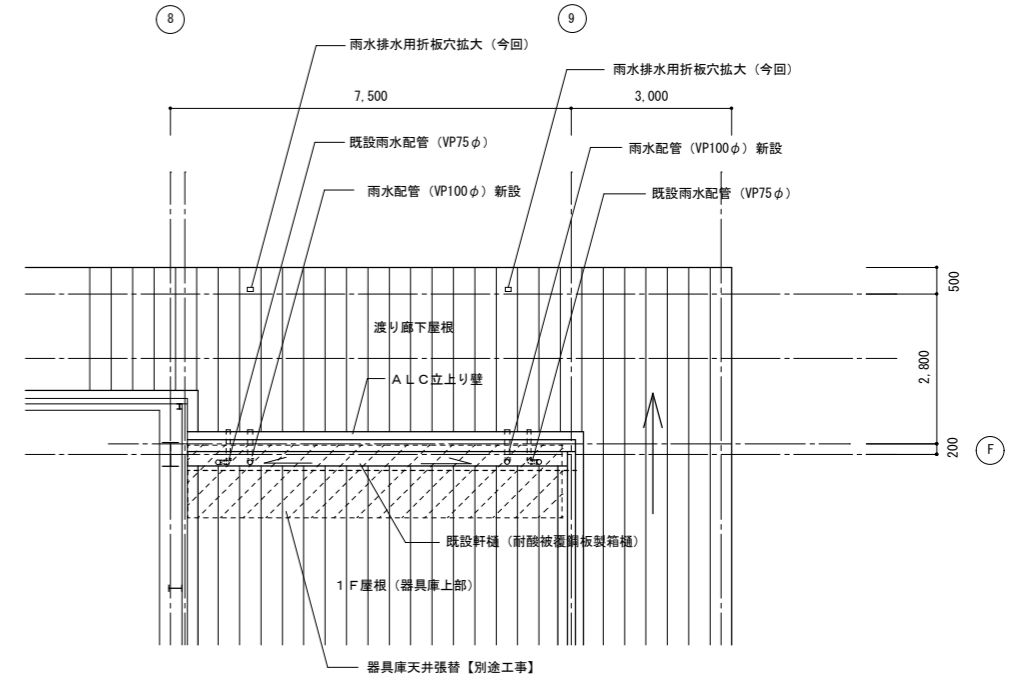 8
9
雨水排水用折板穴拡大（今回）
雨水排水用折板穴拡大（今回）
7,500
3,000
既設雨水配管（VP75φ）
雨水配管（VP100φ）新設
雨水配管（VP100φ）新設
既設雨水配管（VP75φ）
500
渡り廊下屋根
2,800
ＡＬＣ立上り壁
200
F
既設軒樋（耐酸被覆鋼板製箱樋）
１Ｆ屋根（器具庫上部）
器具庫天井張替【別途工事】